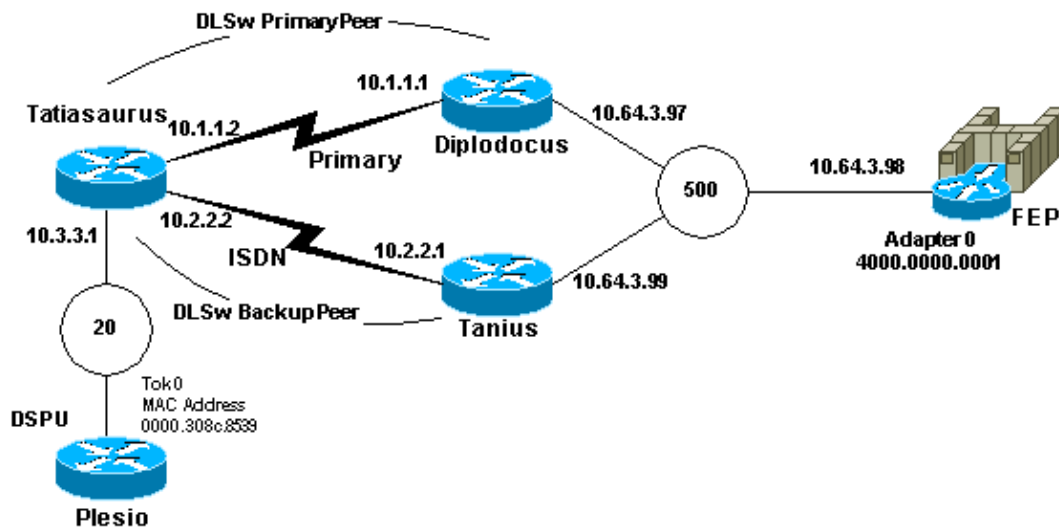 DLSw PrimaryPeer
10.1.1.1
10.64.3.97
Tatiasaurus
10.1.1.2
Primary
Diplodocus
10.64.3.98
500
FEP
10.3.3.1
10.2.2.2
ISDN
10.2.2.1
Adapter 0
4000.0000.0001
10.64.3.99
DLSw BackupPeer
Tanius
20
Tok0
MAC Address
0000.308c.8539
DSPU
Plesio